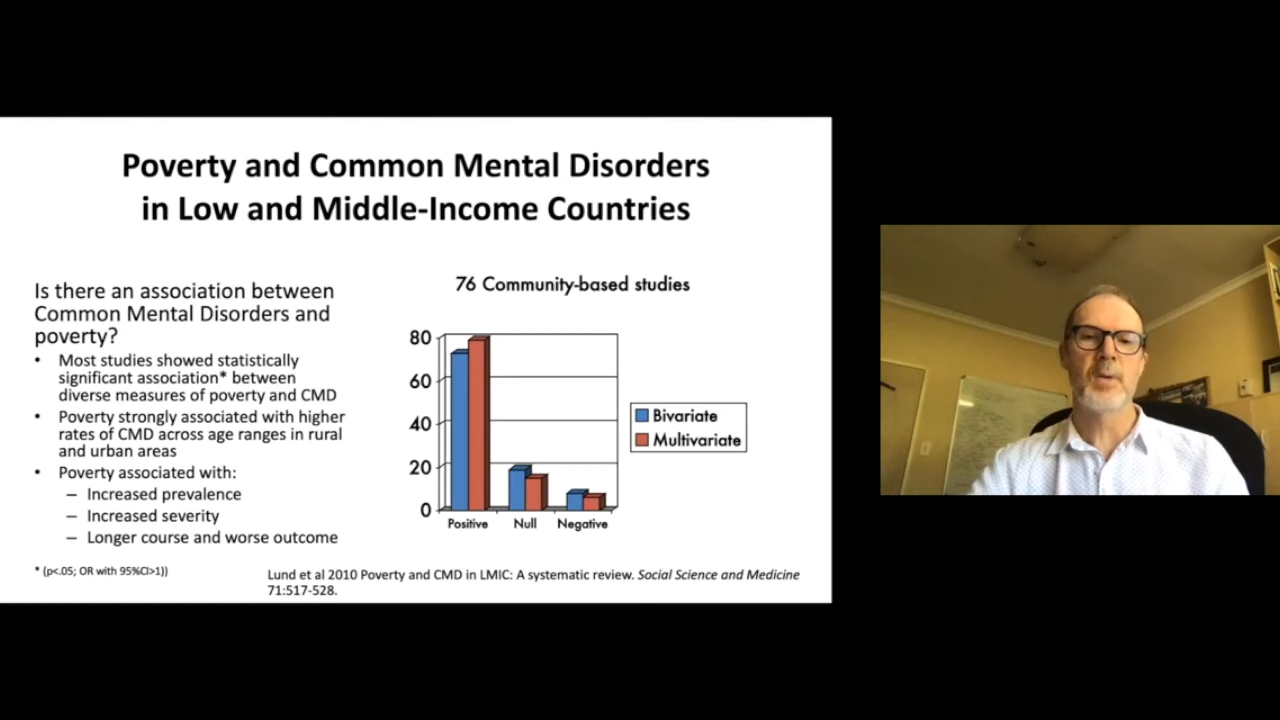 Poverty and Common Mental Disorders
in Low and Middle-Income Countries
Is there an association between
Common Mental Disorders and
poverty?
• Most studies showed statistically
significant association* between
diverse measures of poverty and CMD
• Poverty strongly associated with higher
rates of CMD across age ranges in rural
and urban areas
• Poverty associated with:
– Increased prevalence
– Increased severity
– Longer course and worse outcome
* (p<.05; OR with 95%CI>1))
76 Community-based studies
80
60
40
20
0
Positive Null Negative
Bivariate
Multivariate
Lund et al 2010 Poverty and CMD in LMIC: A systematic review. Social Science and Medicine
71:517-528.